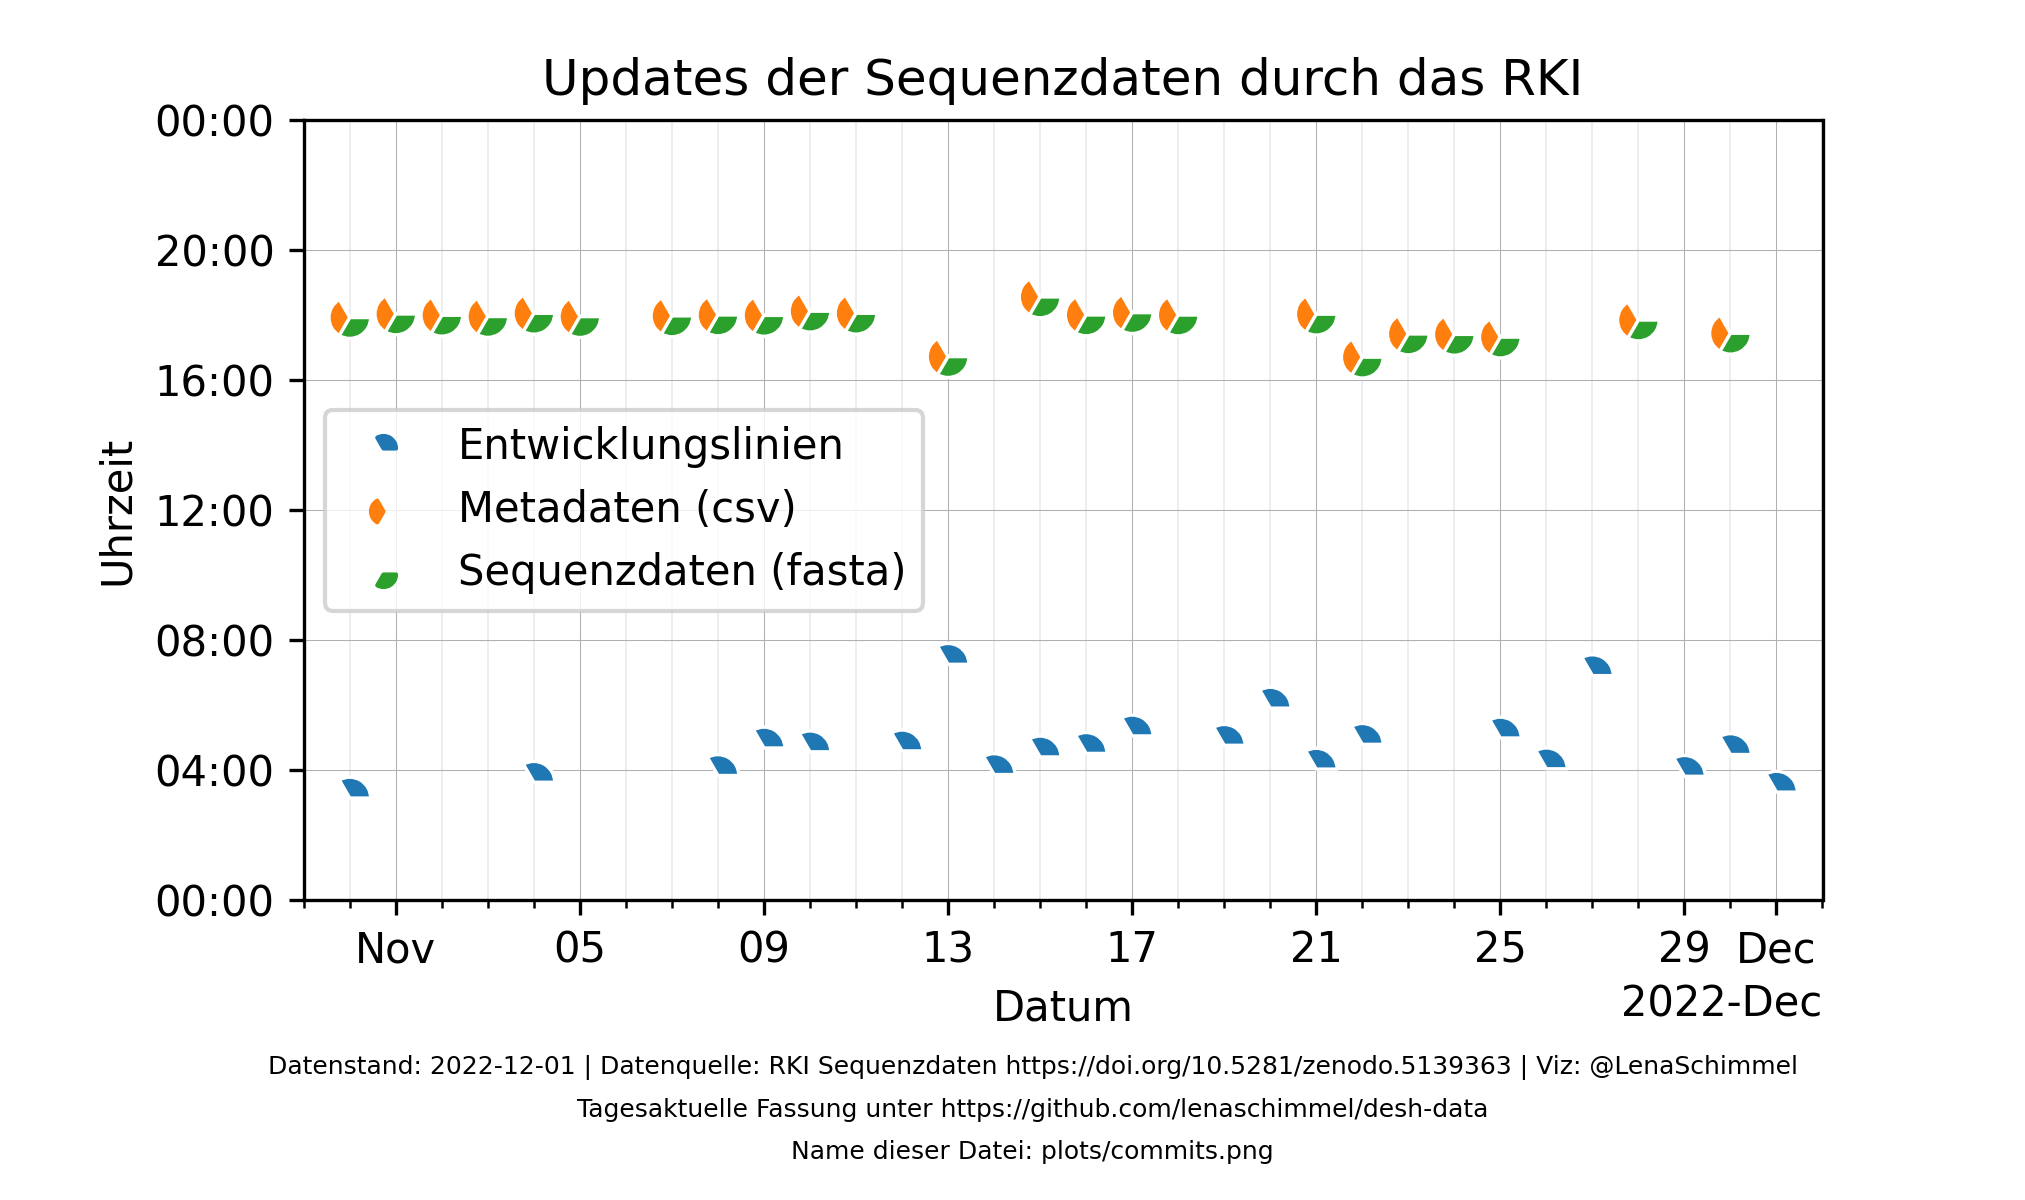 Updates der Sequenzdaten durch das RKI
00:00
20:00
16:00
12:00
08:00
04:00
00:00
Uhrzeit
Entwicklungslinien
Metadaten (csv)
Sequenzdaten (fasta)
Nov 05 09 13 17 21 25 29 Dec
Datum
2022-Dec
Datenstand: 2022-12-01 | Datenquelle: RKI Sequenzdaten https://doi.org/10.5281/zenodo.5139363 | Viz: @LenaSchimmel
Tagesaktuelle Fassung unter https://github.com/lenaschimmel/desh-data
Name dieser Datei: plots/commits.png